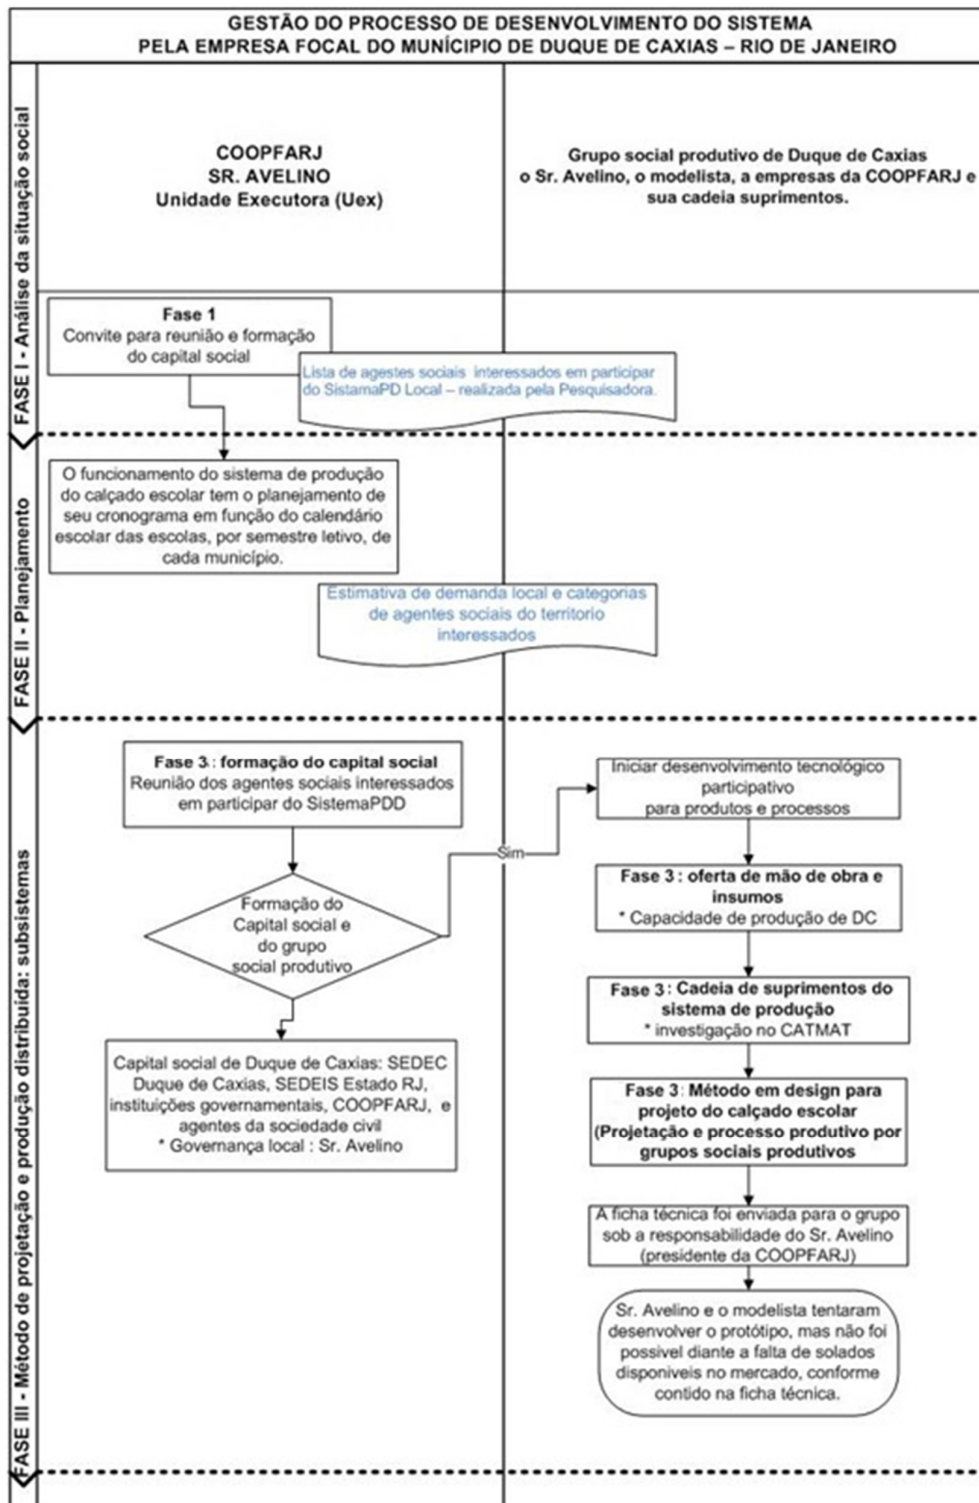 GESTÃO DO PROCESSO DE DESENVOLVIMENTO DO SISTEMA
PELA EMPRESA FOCAL DO MUNÍCIPIO DE DUQUE DE CAXIAS – RIO DE JANEIRO
FASE I - Análise da situação social
COOPFARJ
SR. AVELINO
Unidade Executora (Uex)
Grupo social produtivo de Duque de Caxias
o Sr. Avelino, o modelista, a empresas da COOPFARJ e
sua cadeia suprimentos.
Fase 1
Convite para reunião e formação
do capital social
Lista de agentes sociais interessados em participar
do SistamaPD Local – realizada pela Pesquisadora.
FASE II - Planejamento
O funcionamento do sistema de produção
do calçado escolar tem o planejamento de
seu cronograma em função do calendário
escolar das escolas, por semestre letivo, de
cada município.
Estimativa de demanda local e categorias
de agentes sociais do territorio
interessados
FASE III - Método de projetação e produção distribuída: subsistemas
Fase 3: formação do capital social
Reunião dos agentes sociais interessados
em participar do SistemaPDD
Formação do
Capital social e
do grupo
social produtivo
Sim
Capital social de Duque de Caxias: SEDEC
Duque de Caxias, SEDEIS Estado RJ,
instituições governamentais, COOPFARJ, e
agentes da sociedade civil
* Governança local : Sr. Avelino
Iniciar desenvolvimento tecnológico
participativo
para produtos e processos
Fase 3 : oferta de mão de obra e
insumos
* Capacidade de produção de DC
Fase 3: Cadeia de suprimentos do
sistema de produção
* investigação no CATMAT
Fase 3: Método em design para
projeto do calçado escolar
(Projetação e processo produtivo por
grupos sociais produtivos
A ficha técnica foi enviada para o grupo
sob a responsabilidade do Sr. Avelino
(presidente da COOPFARJ)
Sr. Avelino e o modelista tentaram
desenvolver o protótipo, mas não foi
possivel diante a falta de solados
disponiveis no mercado, conforme
contido na ficha técnica.